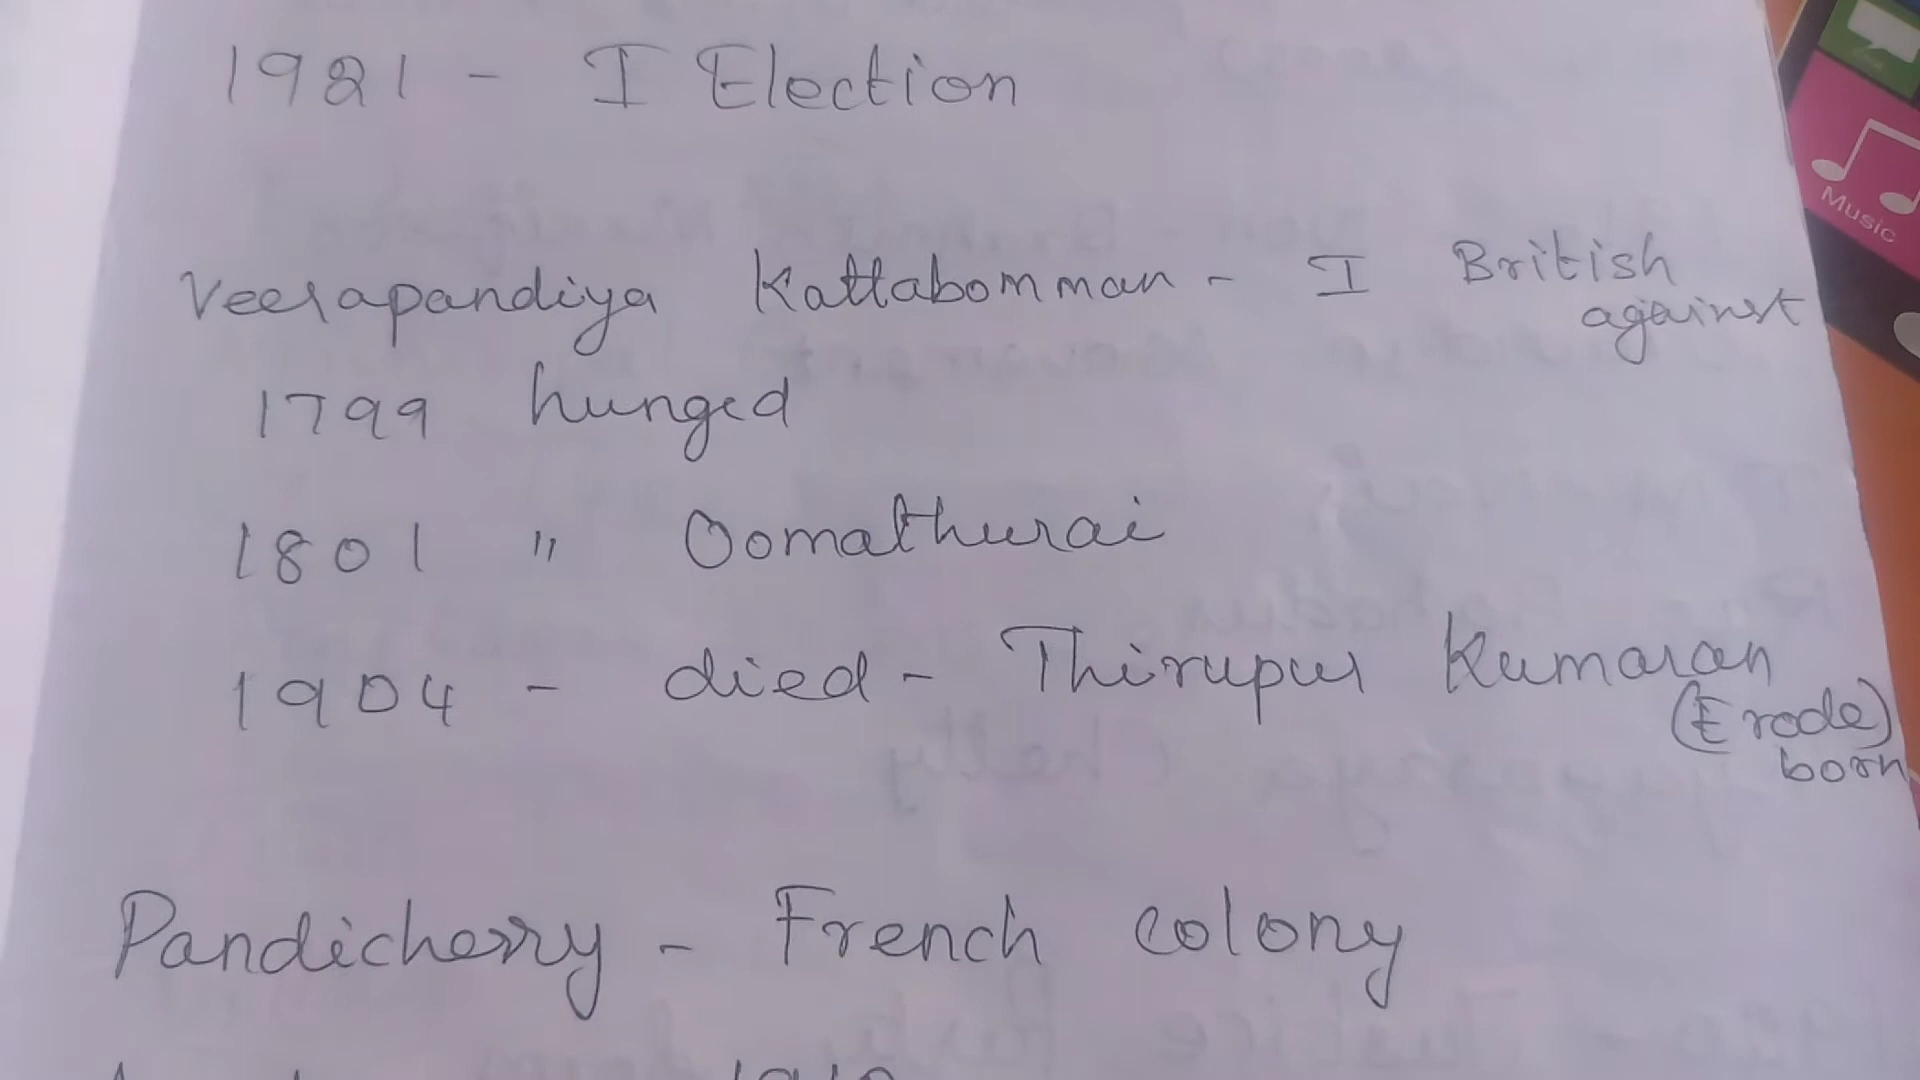 1921 - I Election
Veerapandiya Kattabomman - I British against
1799 hunged
1801 " Oomathurai
1904 - died - Thirupur Kumaran (Erode) born
Pandicherry - French colony
Music